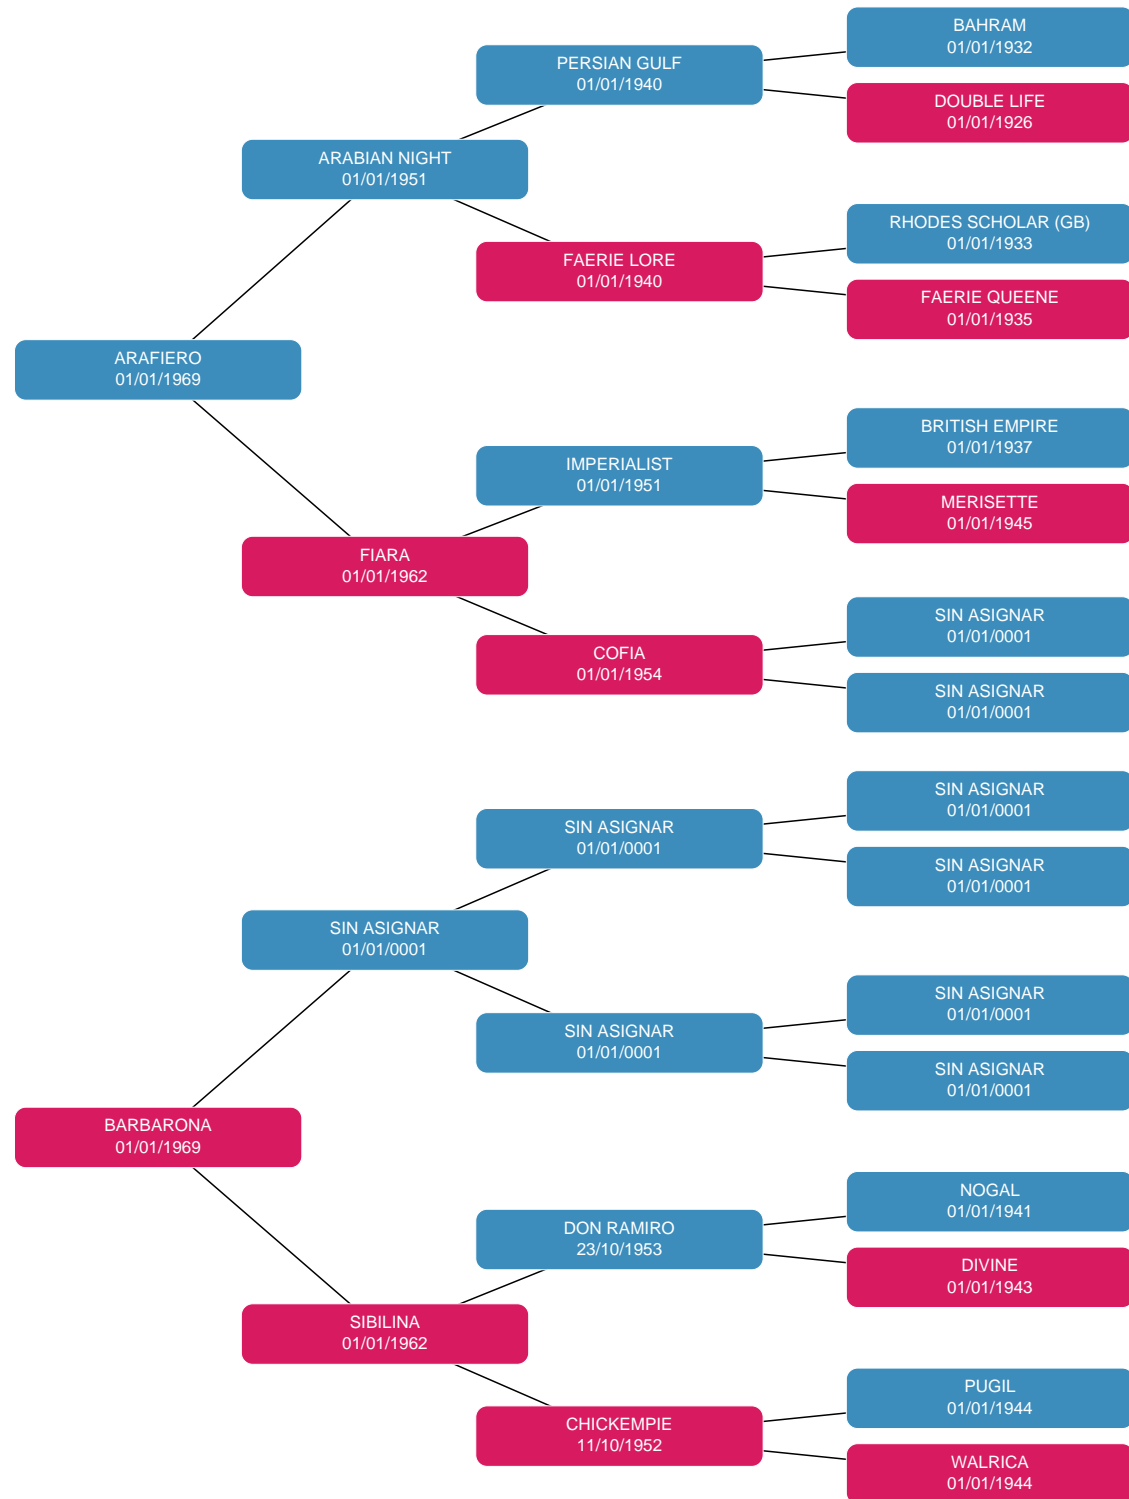 BAHRAM
01/01/1932
PERSIAN GULF
01/01/1940
DOUBLE LIFE
01/01/1926
ARABIAN NIGHT
01/01/1951
RHODES SCHOLAR (GB)
01/01/1933
FAERIE LORE
01/01/1940
FAERIE QUEENE
01/01/1935
ARAFIERO
01/01/1969
BRITISH EMPIRE
01/01/1937
IMPERIALIST
01/01/1951
MERISETTE
01/01/1945
FIARA
01/01/1962
SIN ASIGNAR
01/01/0001
COFIA
01/01/1954
SIN ASIGNAR
01/01/0001
SIN ASIGNAR
01/01/0001
SIN ASIGNAR
01/01/0001
SIN ASIGNAR
01/01/0001
SIN ASIGNAR
01/01/0001
SIN ASIGNAR
01/01/0001
SIN ASIGNAR
01/01/0001
SIN ASIGNAR
01/01/0001
BARBARONA
01/01/1969
NOGAL
01/01/1941
DON RAMIRO
23/10/1953
DIVINE
01/01/1943
SIBILINA
01/01/1962
PUGIL
01/01/1944
CHICKEMPIE
11/10/1952
WALRICA
01/01/1944